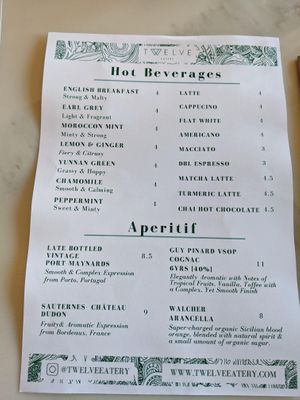 TWELVE
EATERY
Hot Beverages
ENGLISH BREAKFAST 4
Strong & Malty
EARL GREY 4
Light & Fragrant
MOROCCON MINT 4
Minty & Strong
LEMON & GINGER 4
Fiery & Citrusy
YUNNAN GREEN 4
Grassy & Hoppy
CHAMOMILE 4
Smooth & Calming
PEPPERMINT 4
Sweet & Minty
LATTE 4
CAPPUCINO 4
FLAT WHITE 4
AMERICANO 4
MACCIATO 3
DBL ESPRESSO 3
MATCHA LATTE 4.5
TURMERIC LATTE 4.5
CHAI HOT CHOCOLATE 4.5
Aperitif
LATE BOTTLED
VINTAGE 8.5
PORT MAYNARDS
Smooth & Complex Expression
from Porto, Portugal
SAUTERNES CHÂTEAU
DUDON 9
Fruity& Aromatic Expression
from Bordeaux, France
GUY PINARD VSOP
COGNAC 11
6YRS [40%]
Elegantly Aromatic with Notes of
Tropical Fruits, Vanilla, Toffee with
a Complex, Yet Smooth Finish
WALCHER
ARANCELLA 8
Super-charged organic Sicilian blood
orange, blended with natural spirit &
a small amount of organic sugar.
@TWELVEEATERY
WWW.TWELVEEATERY.COM